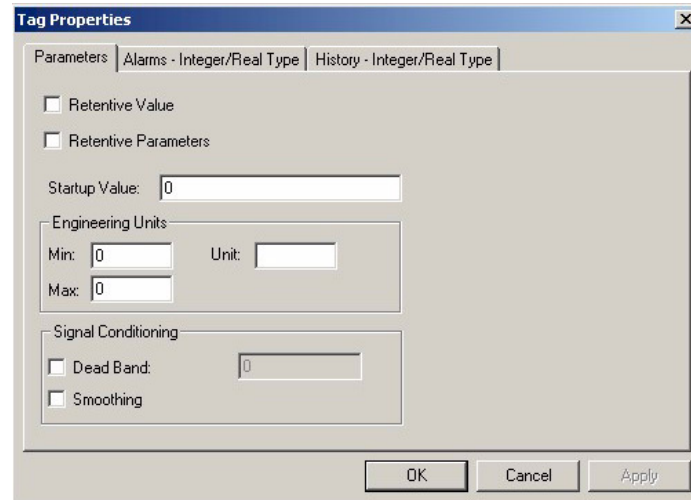 Tag Properties
Parameters Alarms - Integer/Real Type History - Integer/Real Type
Retentive Value
Retentive Parameters
Startup Value: 0
Engineering Units
Min: 0 Unit:
Max: 0
Signal Conditioning
Dead Band: 0
Smoothing
OK Cancel Apply